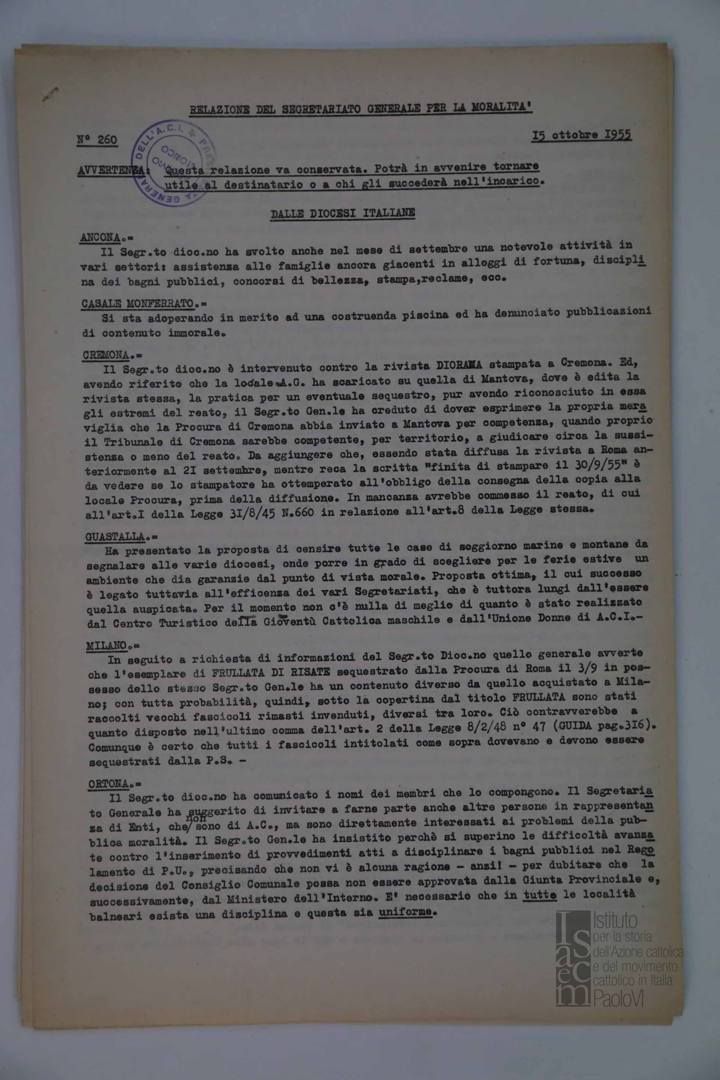 RELAZIONE DEL SEGRETARIATO GENERALE PER LA MORALITA'
N° 260
15 ottobre 1955
AVVERTENZA: Questa relazione va conservata. Potrà in avvenire tornare
utile al destinatario o a chi gli succederà nell'incarico.
DALLE DIOCESI ITALIANE
ANCONA.=
Il Segr.to dioc.no ha svolto anche nel mese di settembre una notevole attività in
vari settori: assistenza alle famiglie ancora giacenti in alloggi di fortuna, discipli
na dei bagni pubblici, concorsi di bellezza, stampa,reclame, ecc.
CASALE MONFERRATO.=
Si sta adoperando in merito ad una costruenda piscina ed ha denunciato pubblicazioni
di contenuto immorale.
CREMONA.=
Il Segr.to dioc.no è intervenuto contro la rivista DIORAMA stampata a Cremona. Ed,
avendo riferito che la locale A.G. ha scaricato su quella di Mantova, dove è edita la
rivista stessa, la pratica per un eventuale sequestro, pur avendo riconosciuto in essa
gli estremi del reato, il Segr.to Gen.le ha creduto di dover esprimere la propria mera
viglia che la Procura di Cremona abbia inviato a Mantova per competenza, quando proprio
il Tribunale di Cremona sarebbe competente, per territorio, a giudicare circa la sussi-
stenza o meno del reato. Da aggiungere che, essendo stata diffusa la rivista a Roma an-
teriormente al 2I settembre, mentre reca la scritta "finita di stampare il 30/9/55" è
da vedere se lo stampatore ha ottemperato all'obbligo della consegna della copia alla
locale Procura, prima della diffusione. In mancanza avrebbe commesso il reato, di cui
all'art.I della Legge 3I/8/45 N.660 in relazione all'art.8 della Legge stessa.
GUASTALLA.=
Ha presentato la proposta di censire tutte le case di soggiorno marine e montane da
segnalare alle varie diocesi, onde porre in grado di scegliere per le ferie estive un
ambiente che dia garanzie dal punto di vista morale. Proposta ottima, il cui successo
è legato tuttavia all'efficenza dei vari Segretariati, che è tuttora lungi dall'essere
quella auspicata. Per il momento non c'è nulla di meglio di quanto è stato realizzato
dal Centro Turistico della Gioventù Cattolica maschile e dall'Unione Donne di A.C.I.-
MILANO.=
In seguito a richiesta di informazioni del Segr.to Dioc.no quello generale avverte
che l'esemplare di FRULLATA DI RISATE sequestrato dalla Procura di Roma il 3/9 in pos-
sesso dello stesso Segr.to Gen.le ha un contenuto diverso da quello acquistato a Mila-
no; con tutta probabilità, quindi, sotto la copertina dal titolo FRULLATA sono stati
raccolti vecchi fascicoli rimasti invenduti, diversi tra loro. Ciò contravverebbe a
quanto disposto nell'ultimo comma dell'art. 2 della Legge 8/2/48 n° 47 (GUIDA pag.3I6).
Comunque è certo che tutti i fascicoli intitolati come sopra dovevano e devono essere
sequestrati dalla P.S. -
ORTONA.=
Il Segr.to dioc.no ha comunicato i nomi dei membri che lo compongono. Il Segretaria
to Generale ha suggerito di invitare a farne parte anche altre persone in rappresentan
za di Enti, che/non sono di A.C., ma sono direttamente interessati ai problemi della pub-
blica moralità. Il Segr.to Gen.le ha insistito perchè si superino le difficoltà avanza
te contro l'inserimento di provvedimenti atti a disciplinare i bagni pubblici nel Rego
lamento di P.U., precisando che non vi è alcuna ragione - anzi! - per dubitare che la
decisione del Consiglio Comunale possa non essere approvata dalla Giunta Provinciale e,
successivamente, dal Ministero dell'Interno. E' necessario che in tutte le località
balneari esista una disciplina e questa sia uniforme.
Isacem
Istituto
per la storia
dell'Azione cattolica
e del movimento
cattolico in Italia
PaoloVI